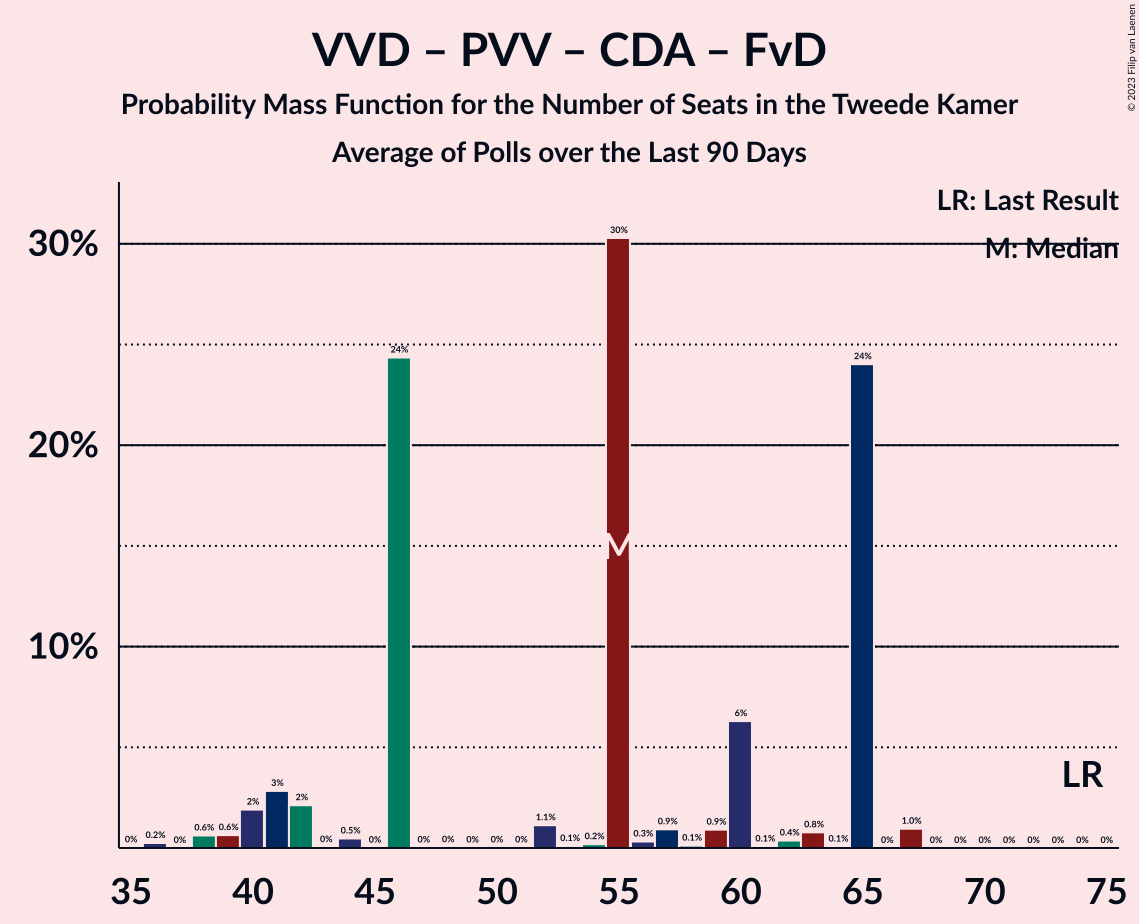 VVD – PVV – CDA – FvD
Probability Mass Function for the Number of Seats in the Tweede Kamer
Average of Polls over the Last 90 Days
© 2023 Filip van Laenen
LR: Last Result
M: Median
30%
20%
10%
0% 0.2% 0% 0.6% 0.6% 2% 3% 2% 0% 0.5% 0% 24% 0% 0% 0% 0% 0% 1.1% 0.1% 0.2% 30% 0.3% 0.9% 0.1% 0.9% 6% 0.1% 0.4% 0.8% 0.1% 24% 0% 1.0% 0% 0% 0% 0% 0% 0% 0% 0%
M
LR
35 40 45 50 55 60 65 70 75